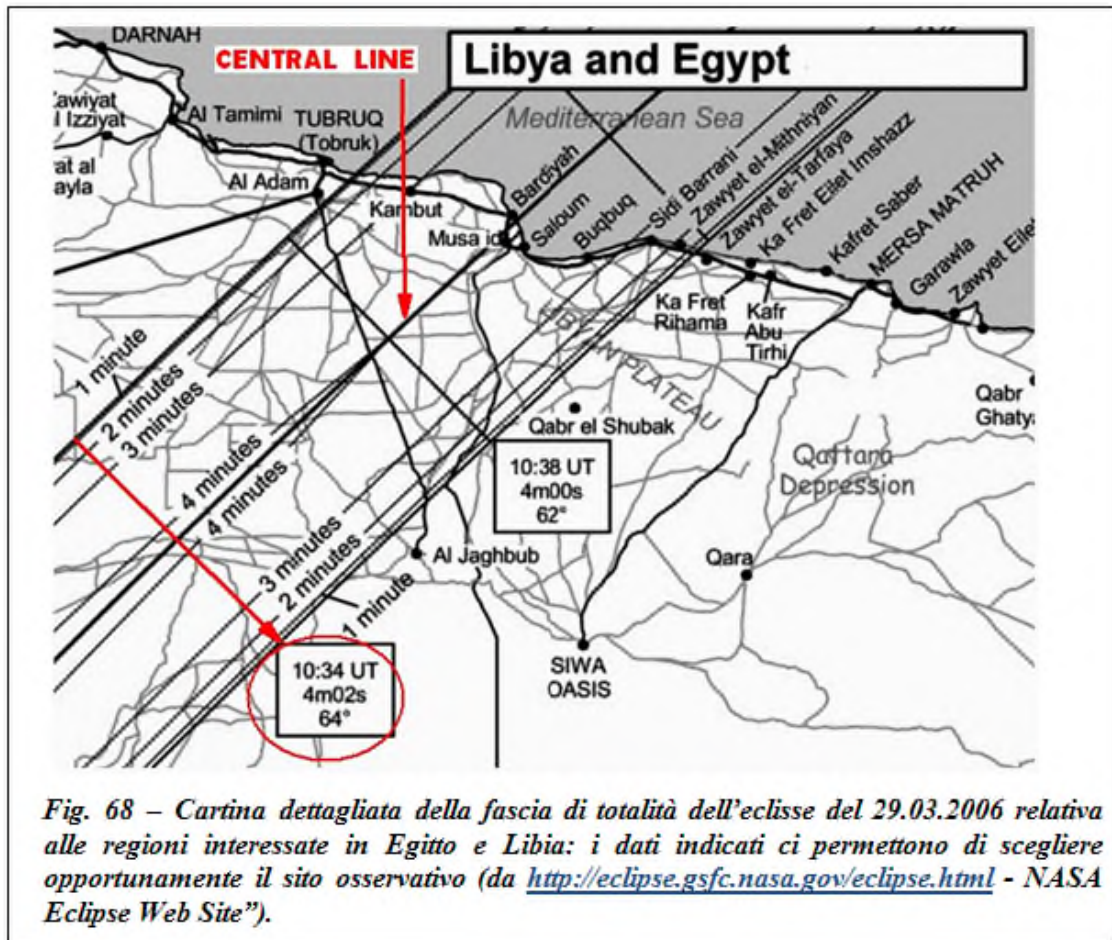 DARNAH
CENTRAL LINE
Libya and Egypt
Al Tamimi
TUBRUQ
(Tobruk)
Mediterranean Sea
Al Adam
Kambut
Bardiyah
Musa id
Saloum
Buqbuq
Sidi Barrani
Zawyet el-Mithniyan
Zawyet el-Tarfaya
Ka Fret Eilet Imshazz
Kafret Saber
MERSA MATRUH
Garawla
Zawyet Eilet
Ka Fret
Rihama
Kafr
Abu
Tirhi
PLATEAU
1 minute
2 minutes
3 minutes
4 minutes
4 minutes
3 minutes
2 minutes
1 minute
Qabr el Shubak
Qabr
Qattara
Depression
10:38 UT
4m00s
62°
Al Jaghbub
Qara
SIWA
OASIS
10:34 UT
4m02s
64°
Fig. 68 – Cartina dettagliata della fascia di totalità dell'eclisse del 29.03.2006 relativa
alle regioni interessate in Egitto e Libia: i dati indicati ci permettono di scegliere
opportunamente il sito osservativo (da http://eclipse.gsfc.nasa.gov/eclipse.html - NASA
Eclipse Web Site").